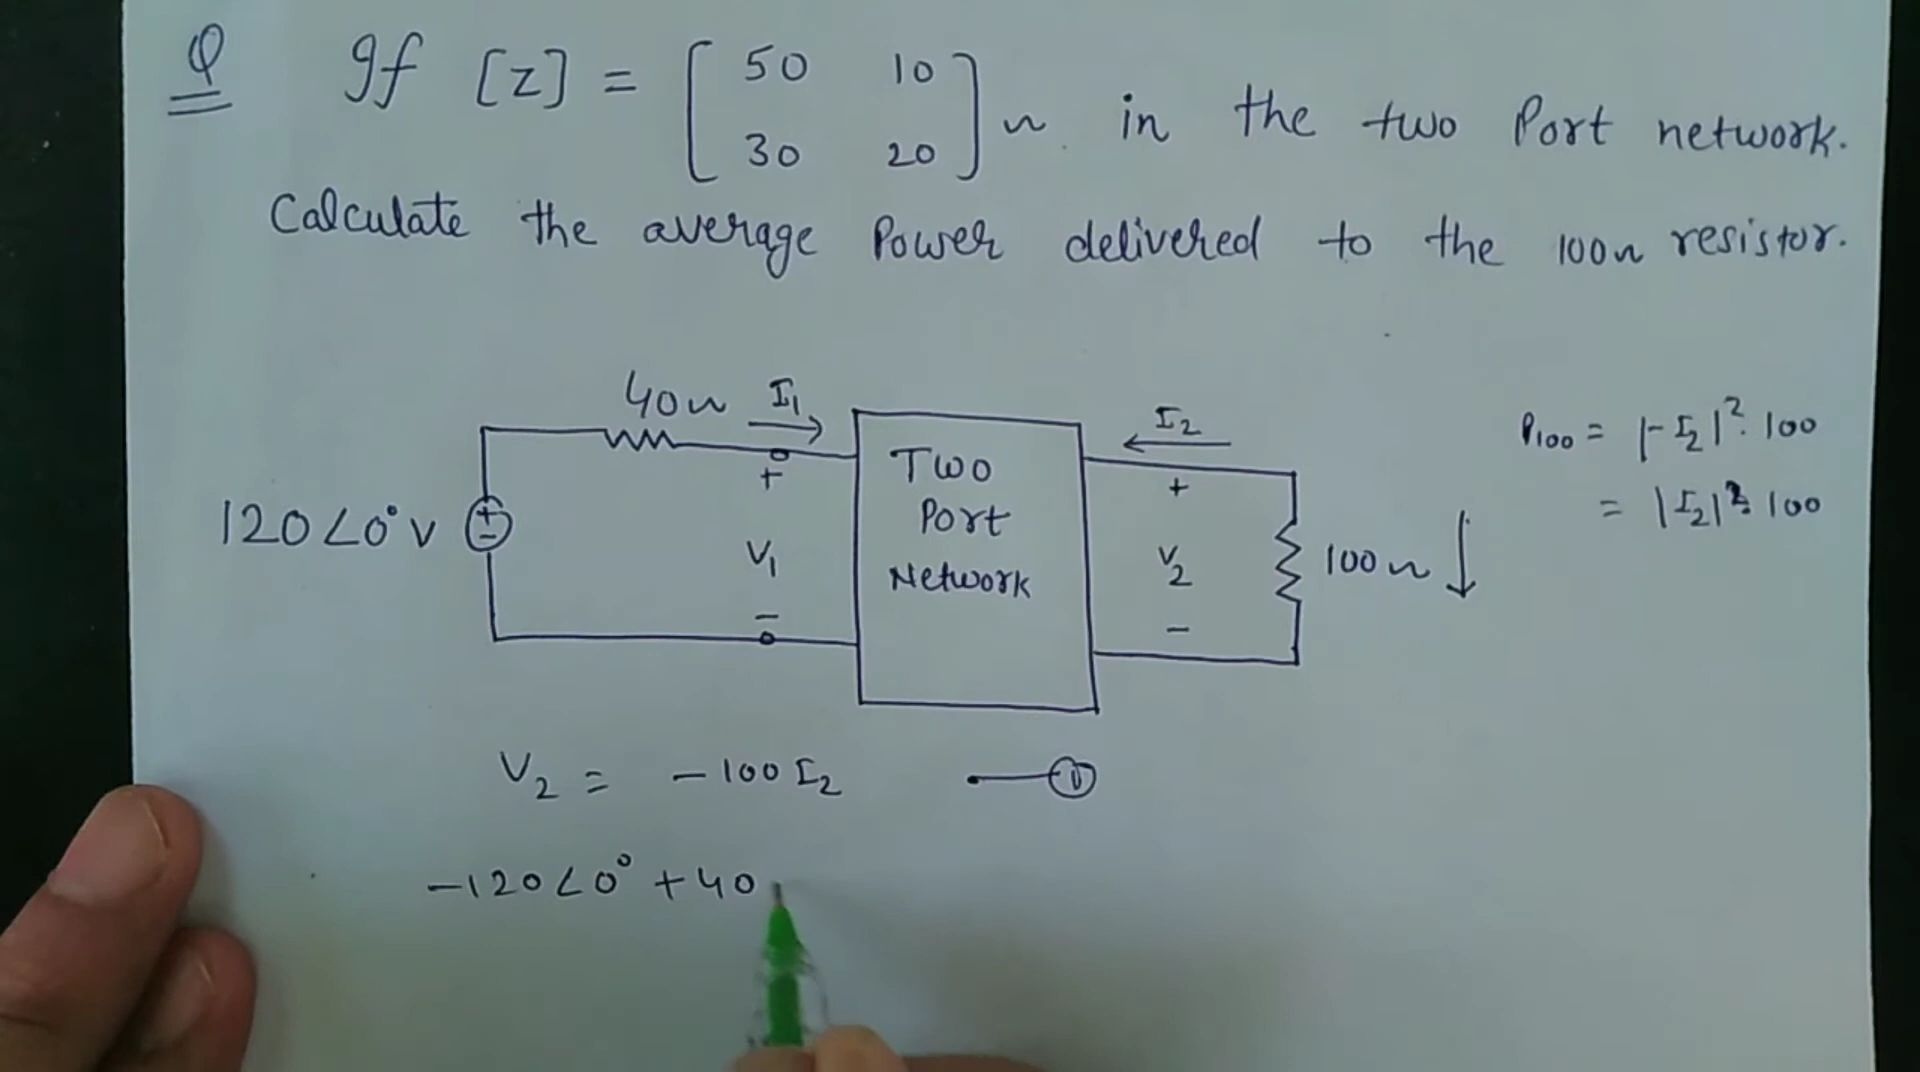 Q If [z] = [ 50 10
30 20 ] Ω in the two Port network.
Calculate the average Power delivered to the 100Ω resistor.
40Ω I1
I2
P100 = |-I2|². 100
= |I2|². 100
120∠0° V
+
-
+
V1
-
Two
Port
Network
+
V2
-
100Ω
V2 = -100 I2 ①
-120∠0° + 40